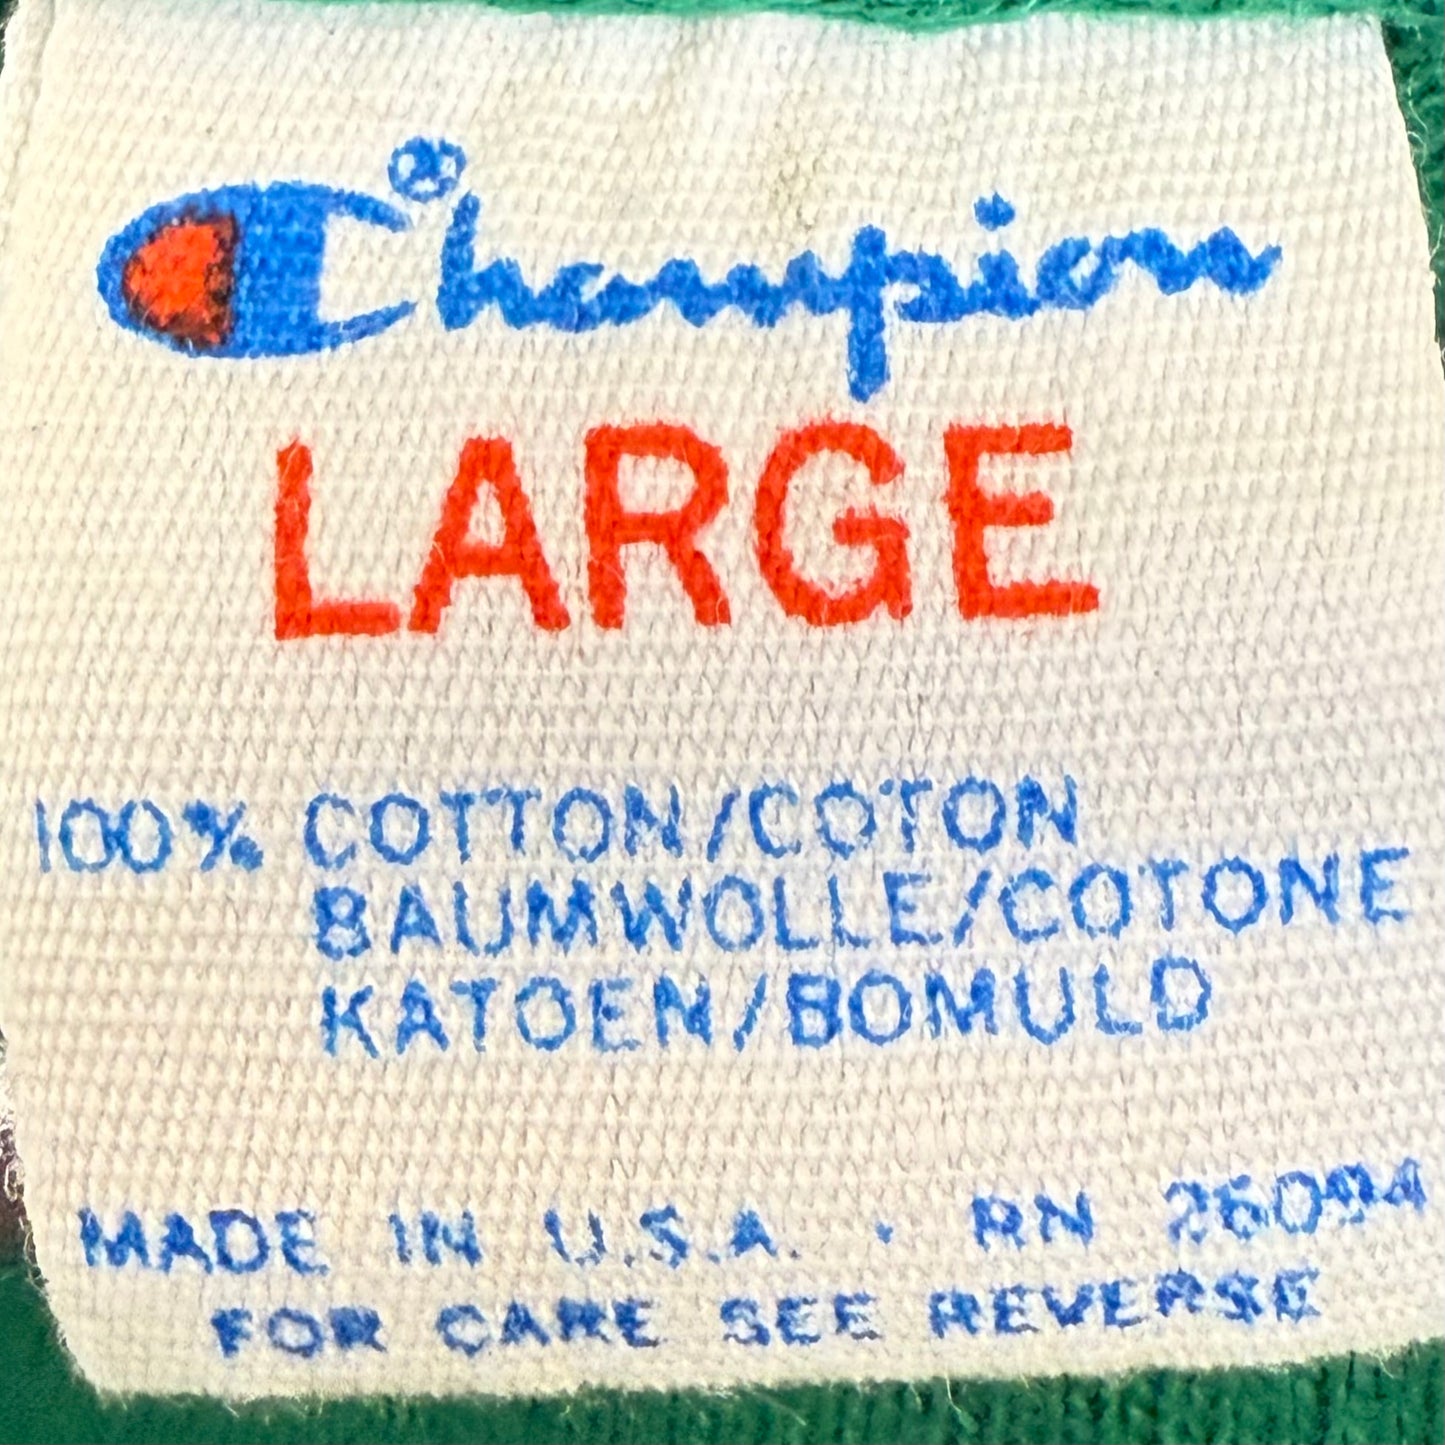 Champion®
LARGE
100% COTTON/COTON
BAUMWOLLE/COTONE
KATOEN/BOMULD
MADE IN U.S.A. · RN 26094
FOR CARE SEE REVERSE